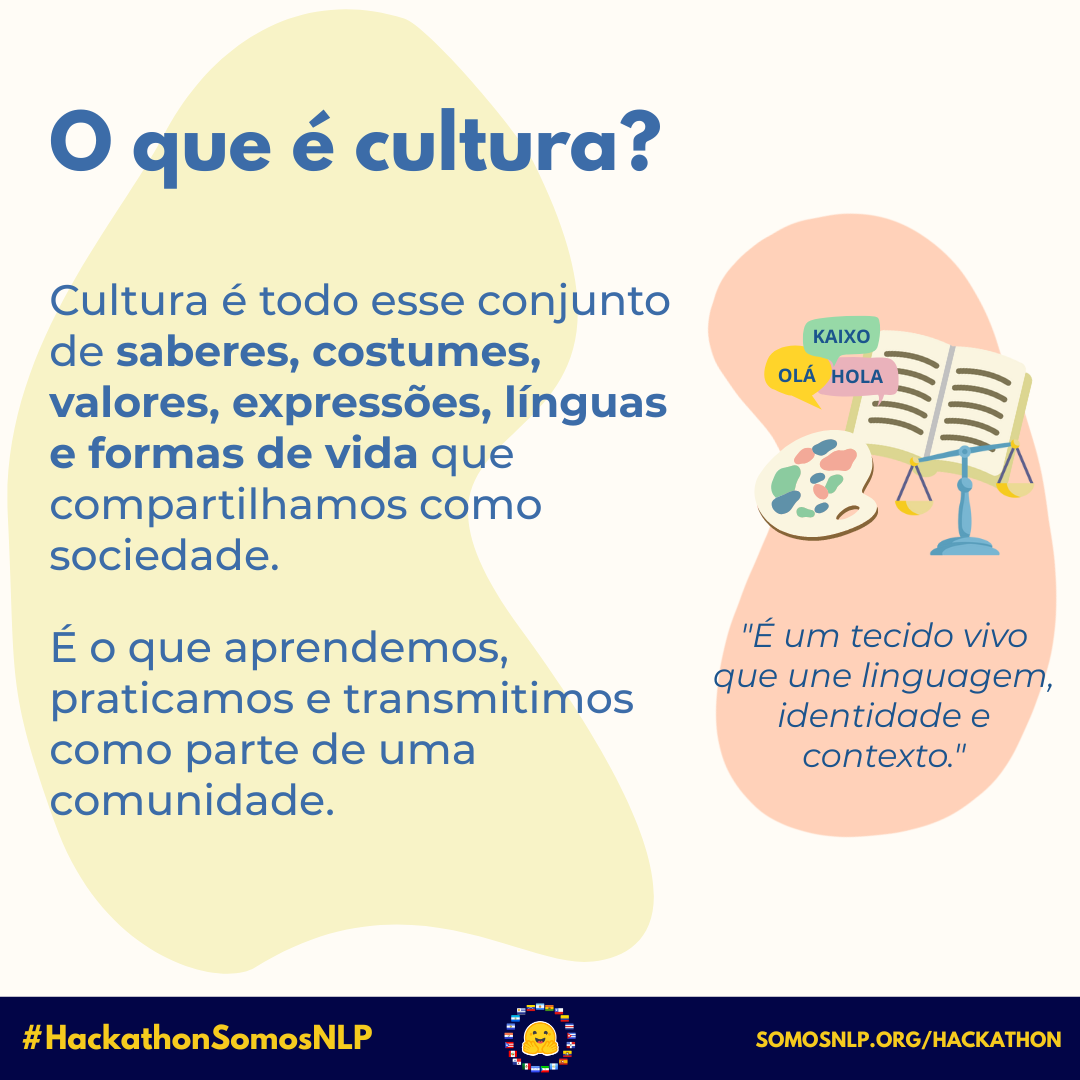 O que é cultura?
Cultura é todo esse conjunto
de saberes, costumes,
valores, expressões, línguas
e formas de vida que
compartilhamos como
sociedade.
É o que aprendemos,
praticamos e transmitimos
como parte de uma
comunidade.
KAIXO
OLÁ
HOLA
"É um tecido vivo
que une linguagem,
identidade e
contexto."
#HackathonSomosNLP
SOMOSNLP.ORG/HACKATHON